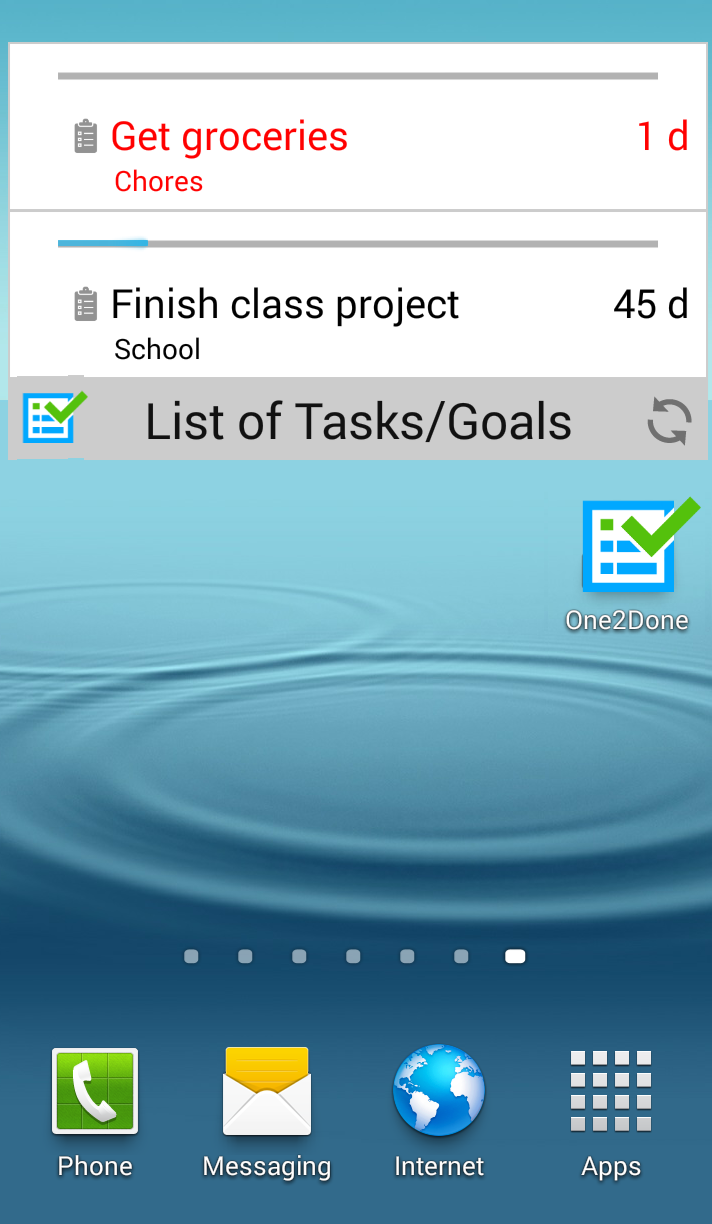 Get groceries 1 d
Chores
Finish class project 45 d
School
List of Tasks/Goals
One2Done
Phone Messaging Internet Apps